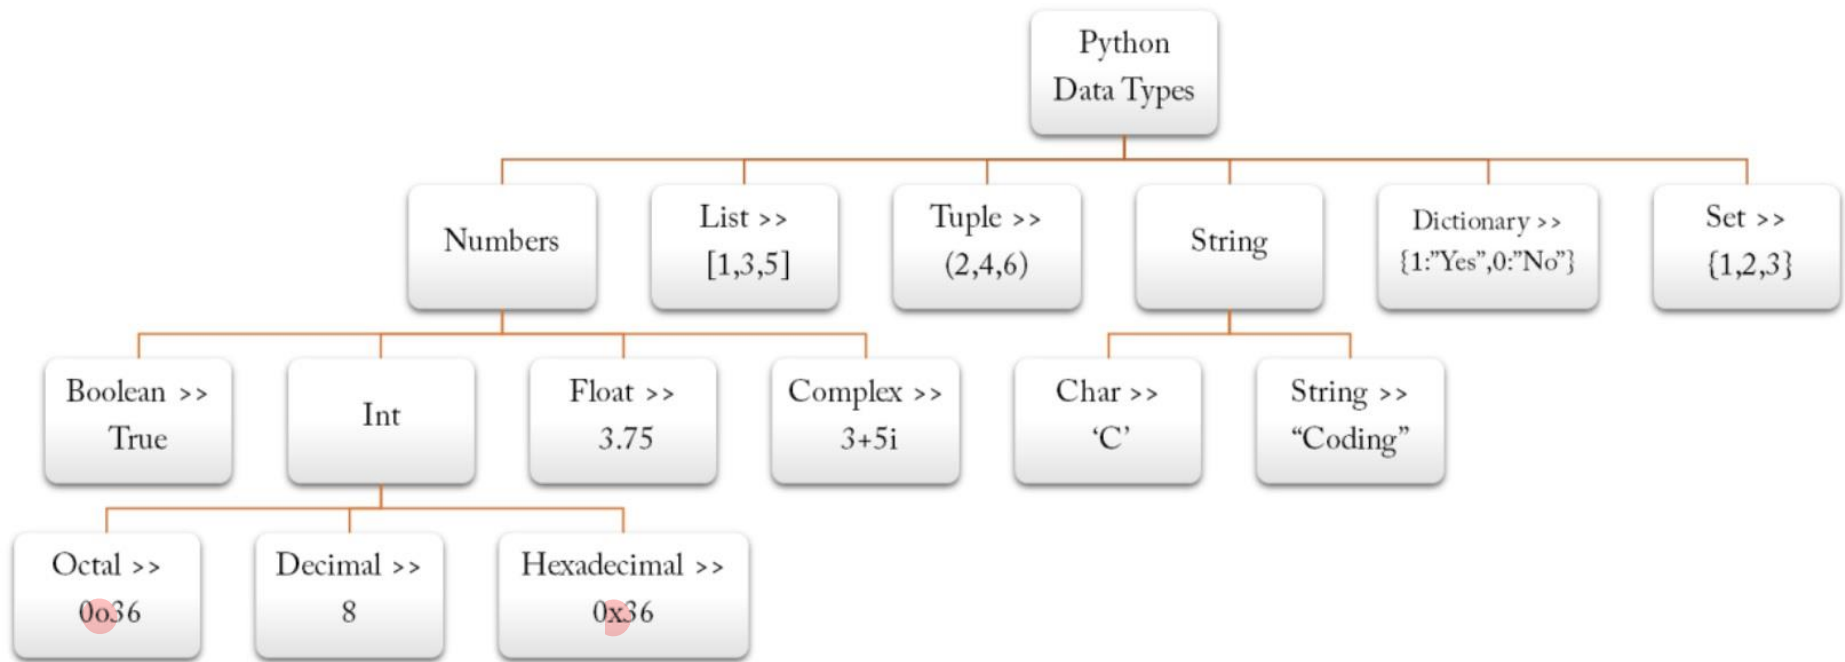 Python
Data Types
Numbers
List >>
[1,3,5]
Tuple >>
(2,4,6)
String
Dictionary >>
{1:”Yes”,0:”No”}
Set >>
{1,2,3}
Boolean >>
True
Int
Float >>
3.75
Complex >>
3+5i
Char >>
‘C’
String >>
“Coding”
Octal >>
0o36
Decimal >>
8
Hexadecimal >>
0x36